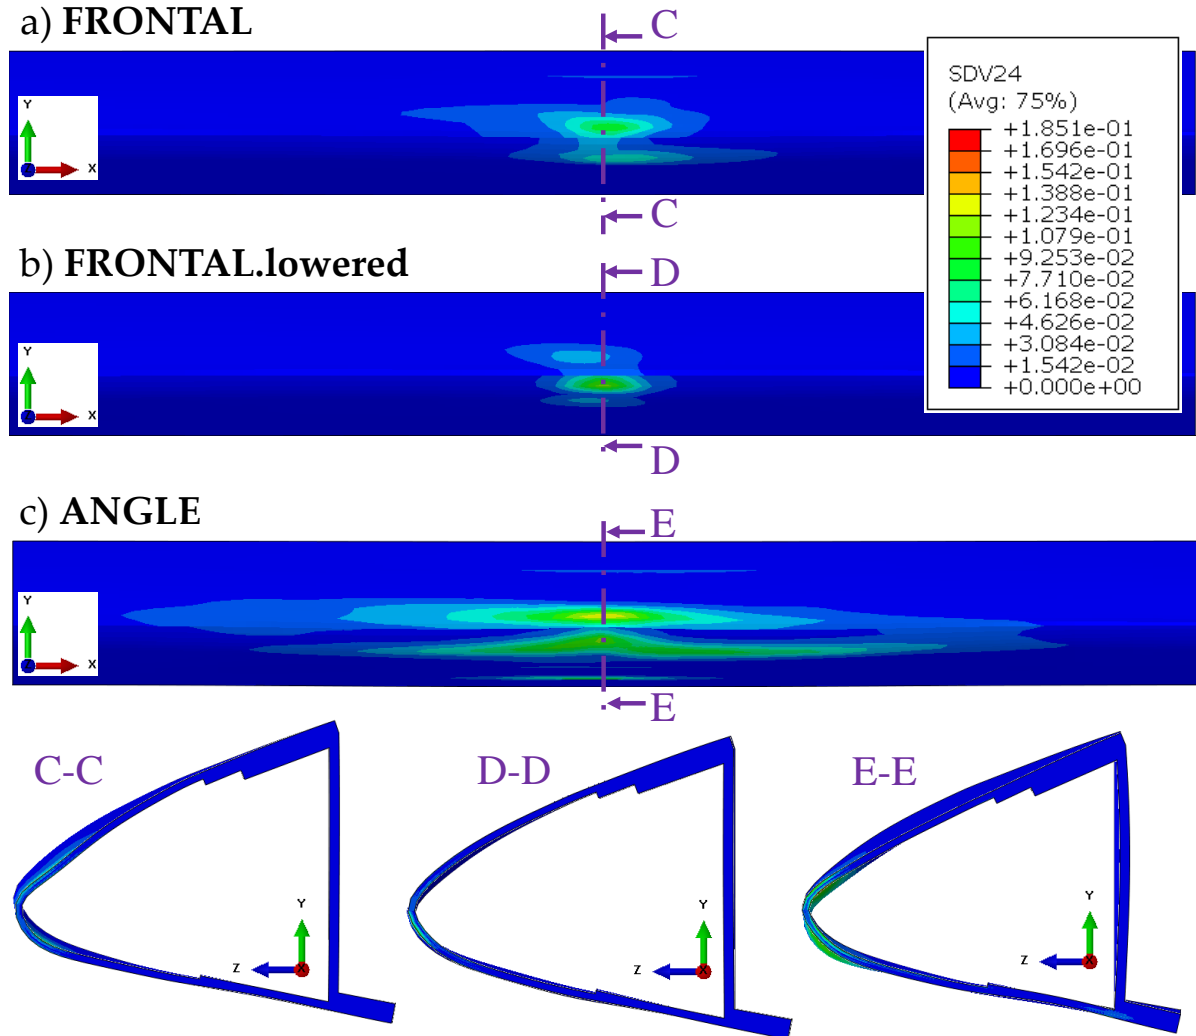 a) FRONTAL
C
SDV24
(Avg: 75%)
+1.851e-01
+1.696e-01
+1.542e-01
+1.388e-01
+1.234e-01
+1.079e-01
+9.253e-02
+7.710e-02
+6.168e-02
+4.626e-02
+3.084e-02
+1.542e-02
+0.000e+00
Y
Z X
C
b) FRONTAL.lowered
D
Y
Z X
D
c) ANGLE
E
Y
Z X
E
C-C
D-D
E-E
Y
Z X
Y
Z X
Y
Z X